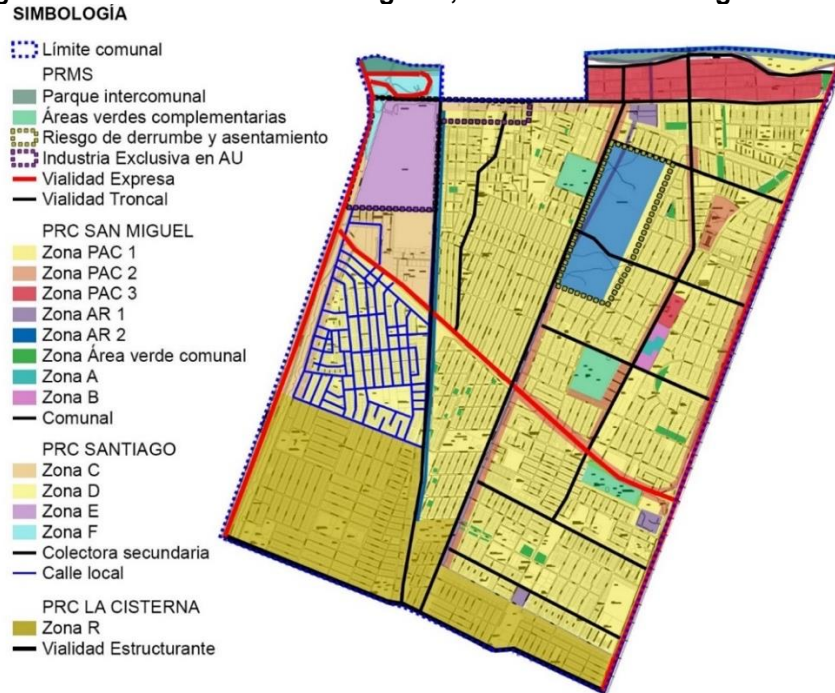 SIMBOLOGÍA
Límite comunal
PRMS
Parque intercomunal
Áreas verdes complementarias
Riesgo de derrumbe y asentamiento
Industria Exclusiva en AU
Vialidad Expresa
Vialidad Troncal
PRC SAN MIGUEL
Zona PAC 1
Zona PAC 2
Zona PAC 3
Zona AR 1
Zona AR 2
Zona Área verde comunal
Zona A
Zona B
Comunal
PRC SANTIAGO
Zona C
Zona D
Zona E
Zona F
Colectora secundaria
Calle local
PRC LA CISTERNA
Zona R
Vialidad Estructurante